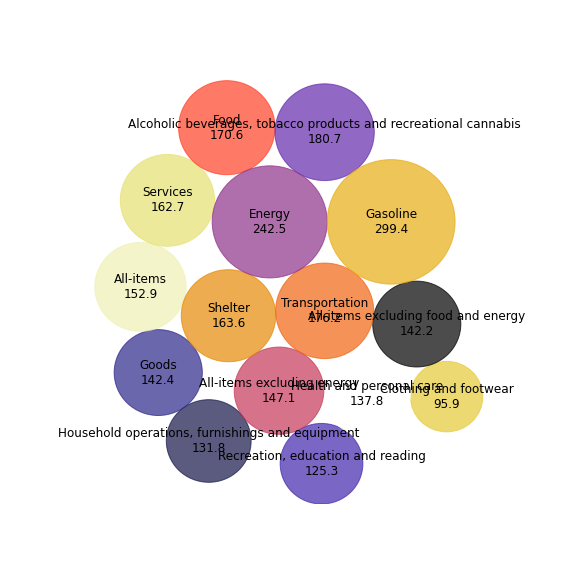 Food
170.6
Alcoholic beverages, tobacco products and recreational cannabis
180.7
Services
162.7
Energy
242.5
Gasoline
299.4
All-items
152.9
Shelter
163.6
Transportation
176.2
All-items excluding food and energy
142.2
Goods
142.4
All-items excluding energy
147.1
Health and personal care
137.8
Clothing and footwear
95.9
Household operations, furnishings and equipment
131.8
Recreation, education and reading
125.3